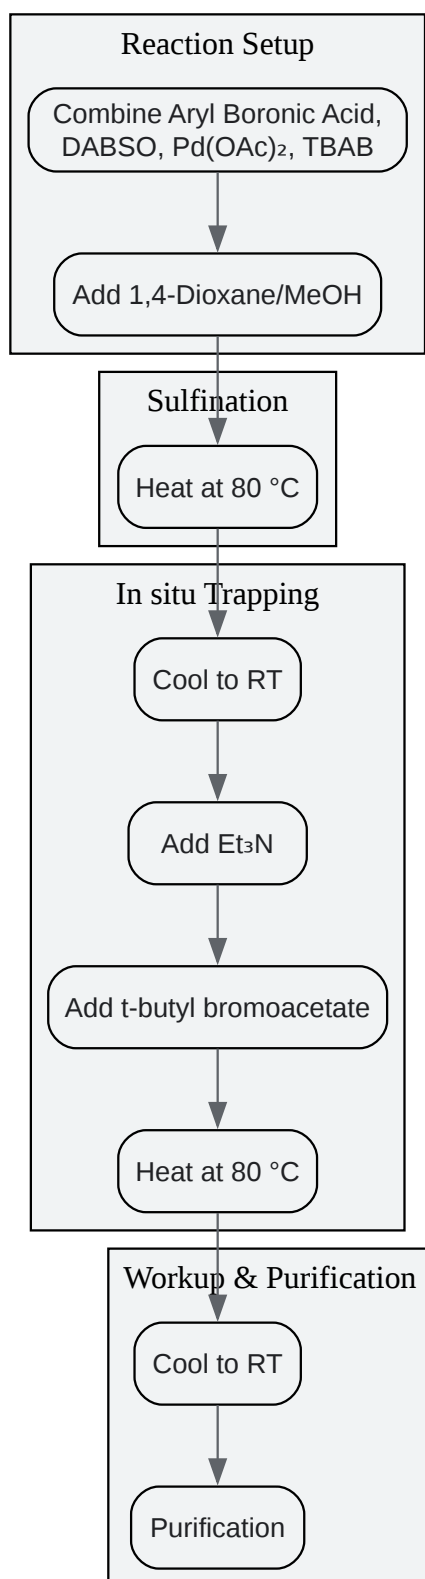 Reaction Setup
Combine Aryl Boronic Acid,
DABSO, Pd(OAc)₂, TBAB
Add 1,4-Dioxane/MeOH
Sulfination
Heat at 80 °C
In situ Trapping
Cool to RT
Add Et₃N
Add t-butyl bromoacetate
Heat at 80 °C
Workup & Purification
Cool to RT
Purification